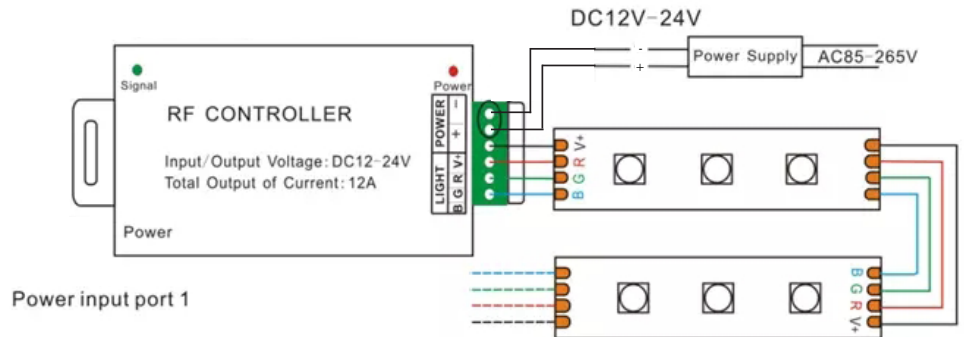 DC12V-24V
- Power Supply AC85-265V
+
Signal
Power
RF CONTROLLER
POWER - +
Input/Output Voltage:DC12-24V
Total Output of Current:12A
LIGHT B G R V+
V+
R
G
B
Power
B
G
R
V+
Power input port 1